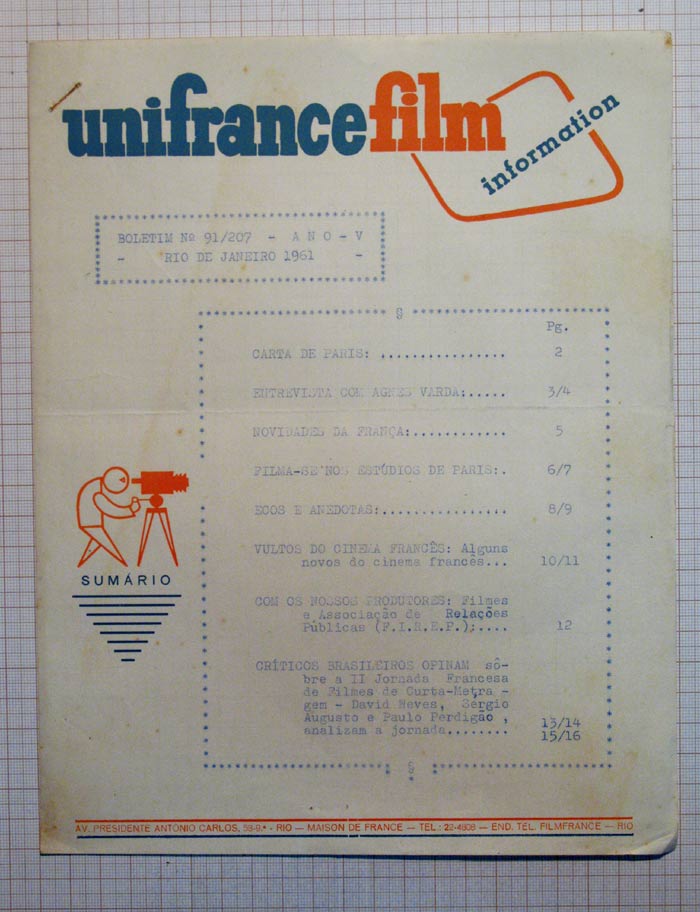 unifrancefilm
information
BOLETIM Nº 91/207 - A N O - V
- RIO DE JANEIRO 1961 -
§
Pg.
CARTA DE PARIS: ................ 2
ENTREVISTA COM AGNES VARDA:..... 3/4
NOVIDADES DA FRANÇA:............ 5
FILMA-SE NOS ESTÚDIOS DE PARIS:. 6/7
ECOS E ANEDOTAS:................ 8/9
VULTOS DO CINEMA FRANCÊS: Alguns
novos do cinema francês... 10/11
COM OS NOSSOS PRODUTORES: Filmes
e Associação de Relações
Públicas (F.I.R.E.P.):.... 12
CRÍTICOS BRASILEIROS OPINAM sô-
bre a II Jornada Francesa
de Filmes de Curta-Metra -
gem - David Neves, Sérgio
Augusto e Paulo Perdigão ,
analizam a jornada........ 13/14
15/16
§
SUMÁRIO
AV. PRESIDENTE ANTÔNIO CARLOS, 58-9.º - RIO — MAISON DE FRANCE — TEL.: 22-4808 — END. TEL. FILMFRANCE — RIO